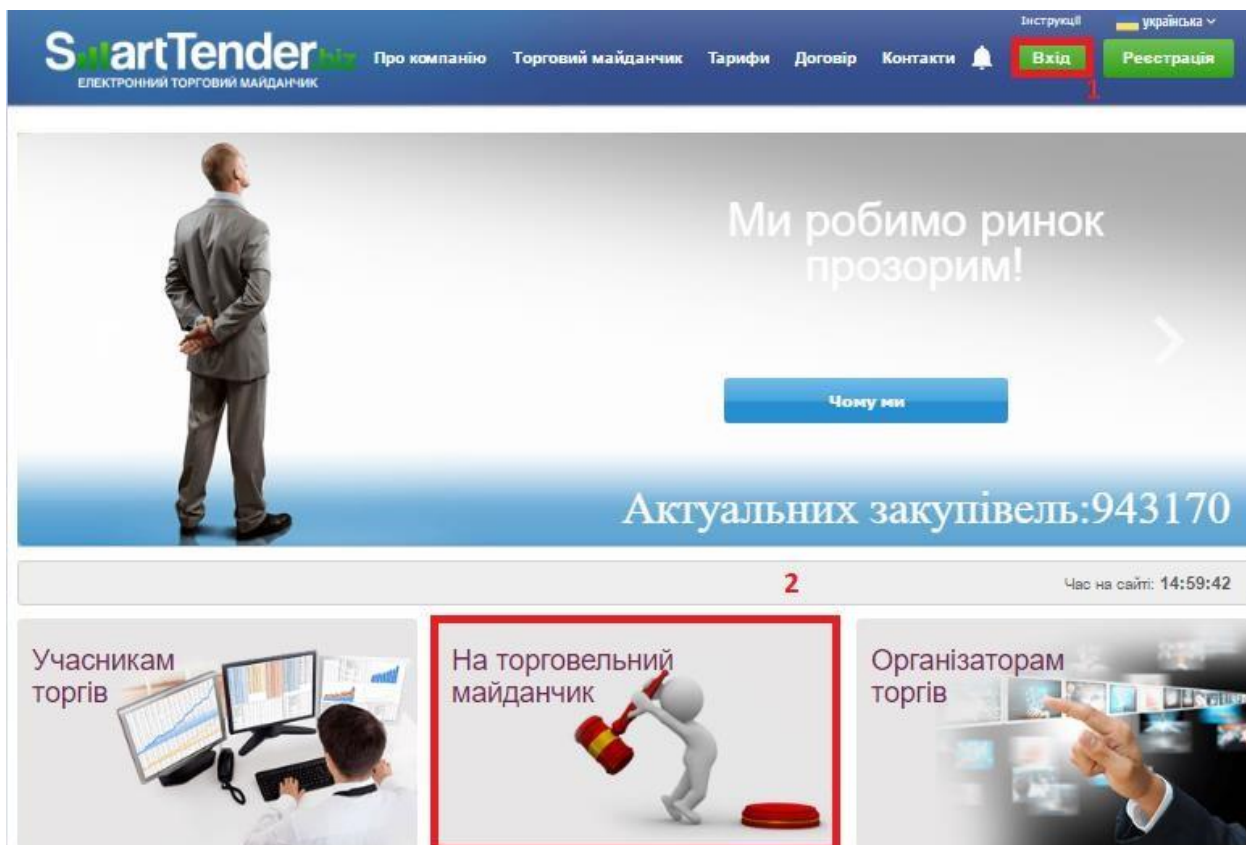 Інструкції
українська
SmartTender.biz
ЕЛЕКТРОННИЙ ТОРГОВИЙ МАЙДАНЧИК
Про компанію Торговий майданчик Тарифи Договір Контакти Вхід Реєстрація
1
Ми робимо ринок
прозорим!
Чому ми
Актуальних закупівель:943170
2
Час на сайті: 14:59:42
Учасникам
торгів
На торговельний
майданчик
Організаторам
торгів